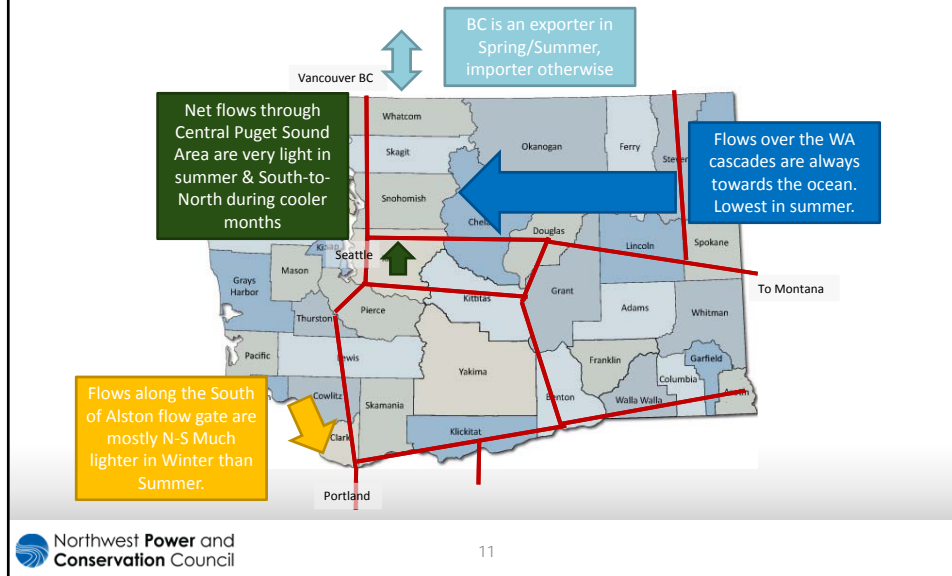 BC is an exporter in
Spring/Summer,
importer otherwise
Vancouver BC
Net flows through
Central Puget Sound
Area are very light in
summer & South-to-
North during cooler
months
Flows over the WA
cascades are always
towards the ocean.
Lowest in summer.
Whatcom
Skagit
Okanogan
Ferry
Snohomish
Douglas
Lincoln
Spokane
Seattle
Mason
Grays
Harbor
Kittitas
Grant
To Montana
Adams
Whitman
Pierce
Thurston
Pacific
Lewis
Yakima
Franklin
Garfield
Columbia
Walla Walla
Benton
Cowlitz
Skamania
Klickitat
Clark
Flows along the South
of Alston flow gate are
mostly N-S Much
lighter in Winter than
Summer.
Portland
Northwest Power and
Conservation Council
11